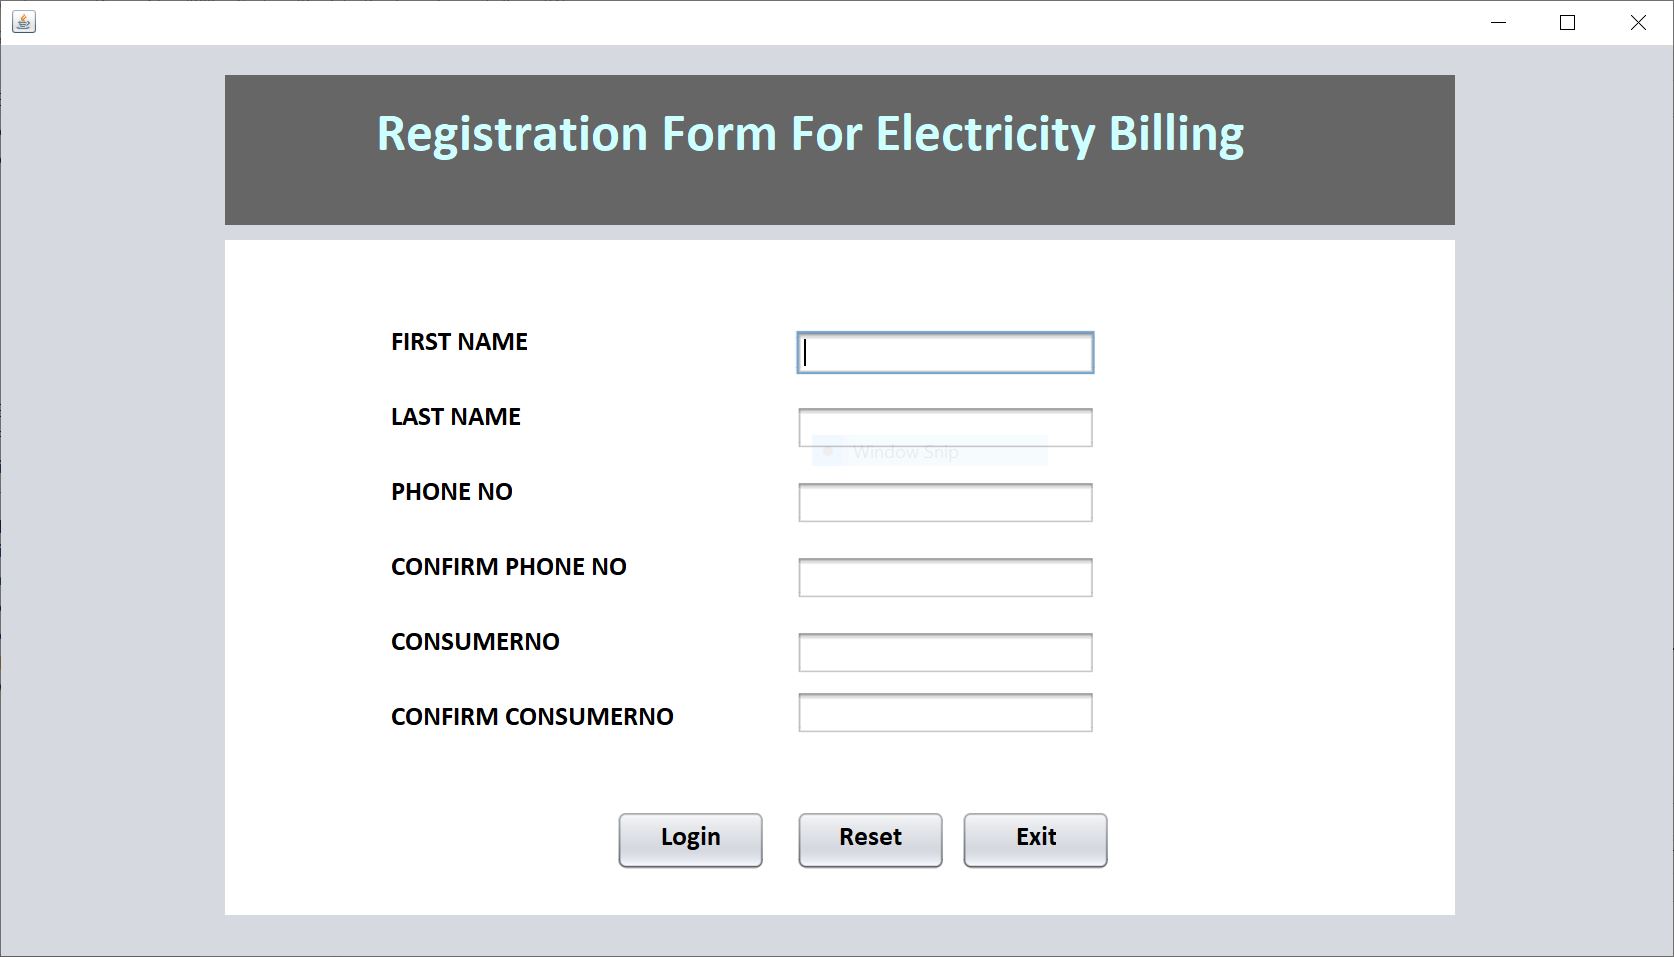 Registration Form For Electricity Billing
FIRST NAME
LAST NAME
Window Snip
PHONE NO
CONFIRM PHONE NO
CONSUMERNO
CONFIRM CONSUMERNO
Login Reset Exit